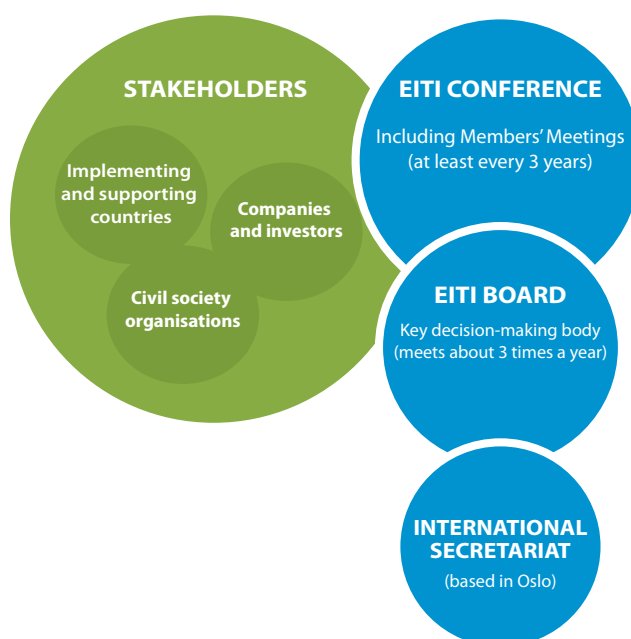 STAKEHOLDERS
Implementing
and supporting
countries
Companies
and investors
Civil society
organisations
EITI CONFERENCE
Including Members' Meetings
(at least every 3 years)
EITI BOARD
Key decision-making body
(meets about 3 times a year)
INTERNATIONAL
SECRETARIAT
(based in Oslo)